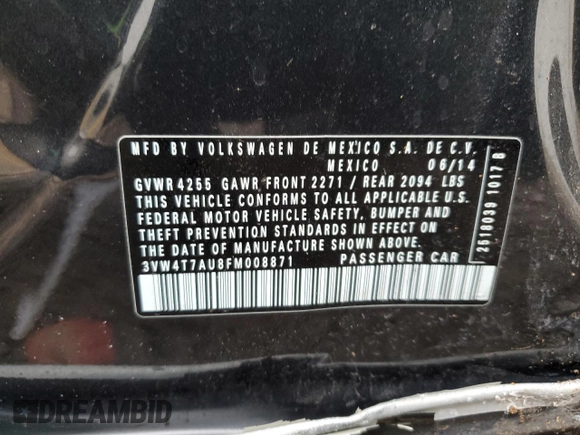 MFD BY VOLKSWAGEN DE MEXICO S.A. DE C.V.
MEXICO 06/14
GVWR 4255 GAWR FRONT 2271 / REAR 2094 LBS
THIS VEHICLE CONFORMS TO ALL APPLICABLE U.S.
FEDERAL MOTOR VEHICLE SAFETY, BUMPER AND
THEFT PREVENTION STANDARDS IN EFFECT ON
THE DATE OF MANUFACTURE SHOWN ABOVE.
3VW4T7AU8FM008871 PASSENGER CAR
2618039 1017 8
DREAMBID